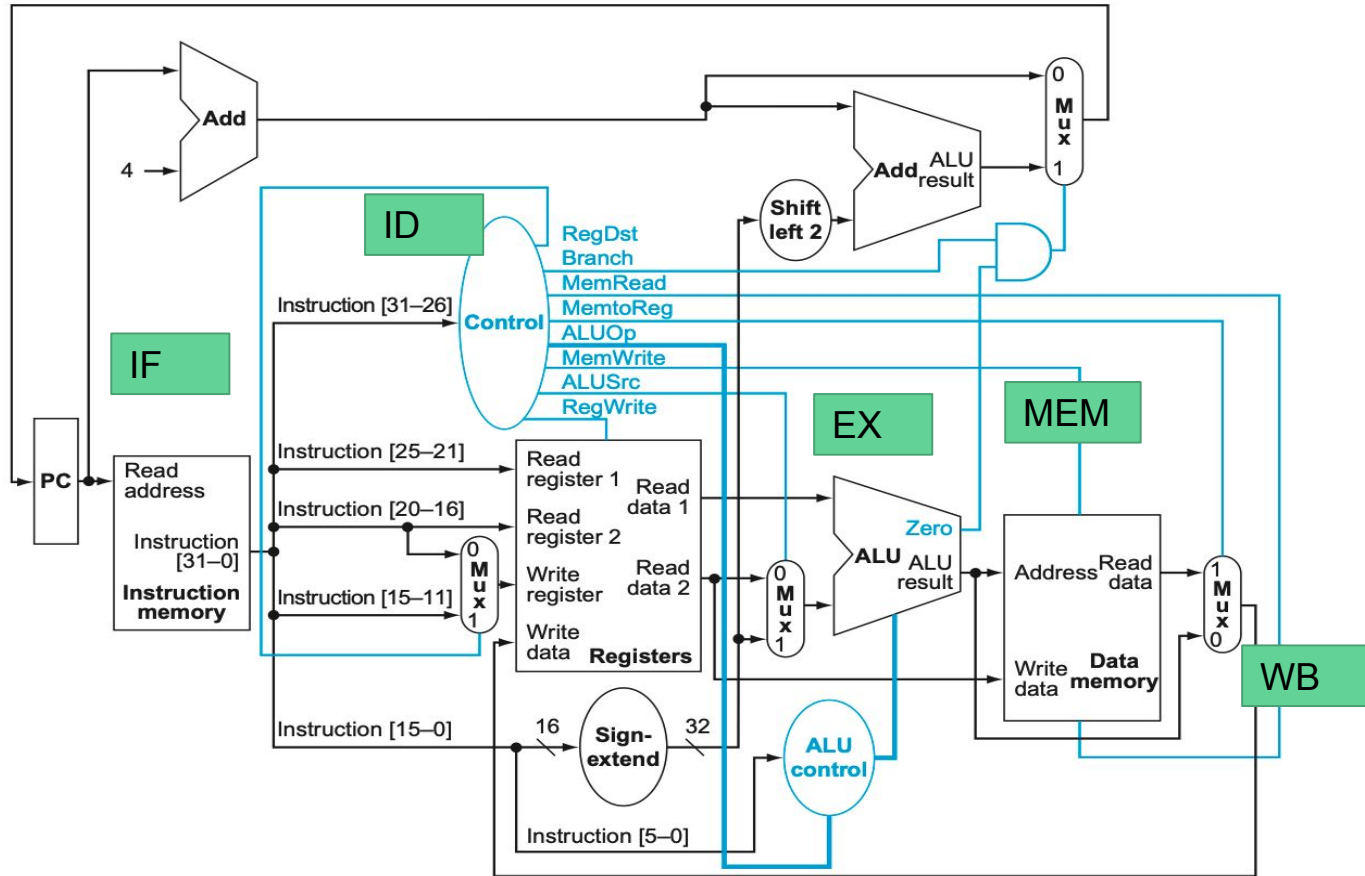 0
M
u
x
1
Add
4
Add
ALU
result
Shift
left 2
ID
RegDst
Branch
MemRead
MemtoReg
ALUOp
MemWrite
ALUSrc
RegWrite
Control
Instruction [31–26]
IF
EX
MEM
PC
Read
address
Instruction
[31–0]
Instruction
memory
Instruction [25–21]
Instruction [20–16]
Instruction [15–11]
0
M
u
x
1
Read
register 1
Read
data 1
Read
register 2
Write
register
Read
data 2
Write
data
Registers
0
M
u
x
1
Zero
ALU
ALU
result
Address
Read
data
Write
data
Data
memory
1
M
u
x
0
WB
Instruction [15–0]
16
Sign-
extend
32
ALU
control
Instruction [5–0]